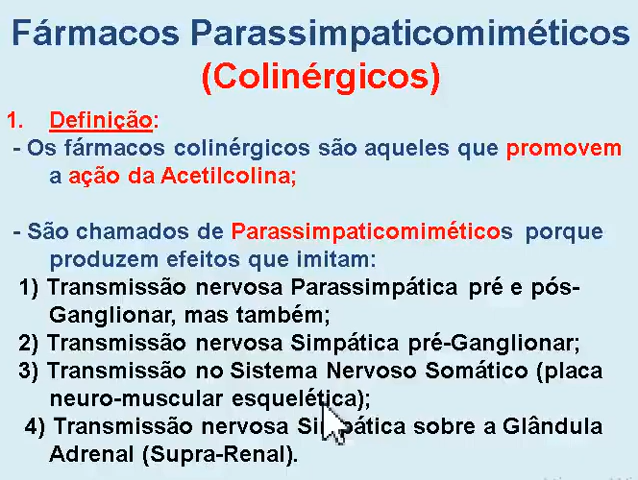 Fármacos Parassimpaticomiméticos
(Colinérgicos)
1. Definição:
- Os fármacos colinérgicos são aqueles que promovem
a ação da Acetilcolina;
- São chamados de Parassimpaticomiméticos porque
produzem efeitos que imitam:
1) Transmissão nervosa Parassimpática pré e pós-
Ganglionar, mas também;
2) Transmissão nervosa Simpática pré-Ganglionar;
3) Transmissão no Sistema Nervoso Somático (placa
neuro-muscular esquelética);
4) Transmissão nervosa Simpática sobre a Glândula
Adrenal (Supra-Renal).